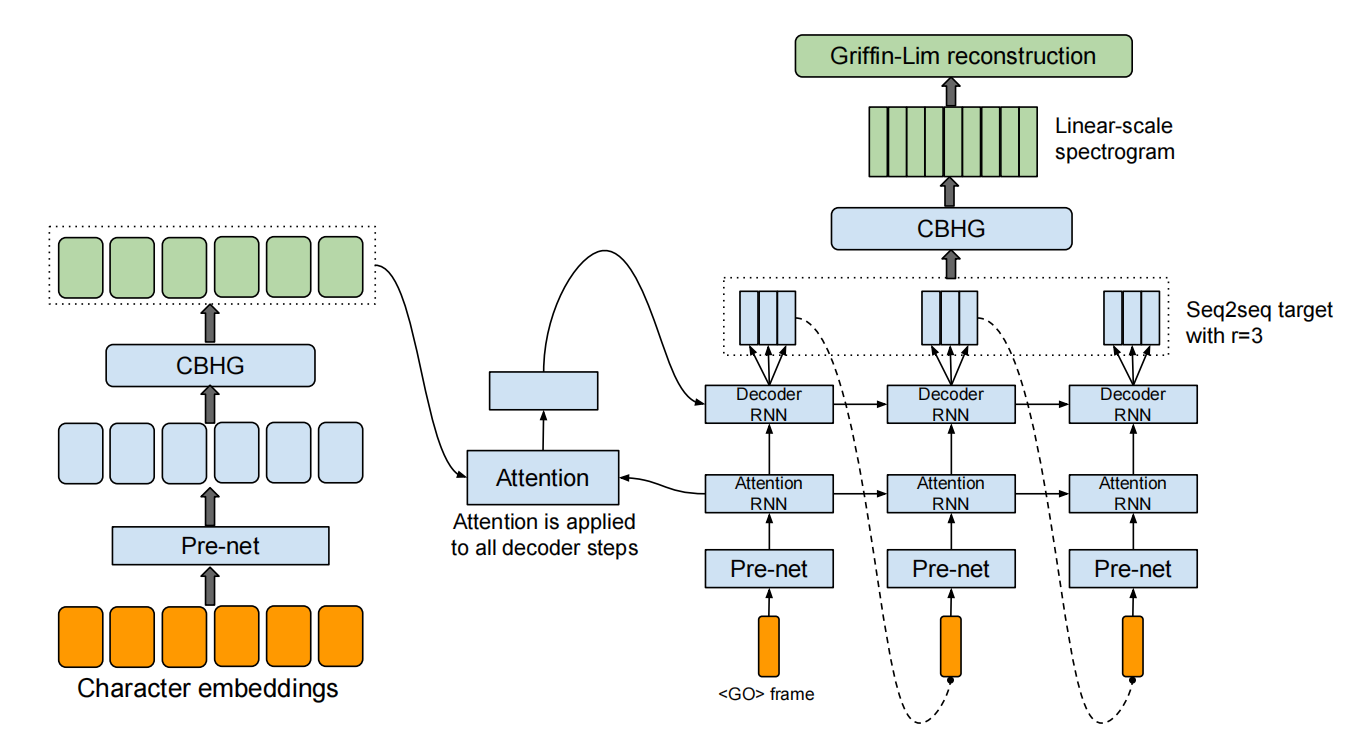 Griffin-Lim reconstruction
Linear-scale
spectrogram
CBHG
Seq2seq target
with r=3
CBHG
Decoder
RNN
Decoder
RNN
Decoder
RNN
Attention
Attention is applied
to all decoder steps
Attention
RNN
Attention
RNN
Attention
RNN
Pre-net
Pre-net
Pre-net
Pre-net
Character embeddings
<GO> frame